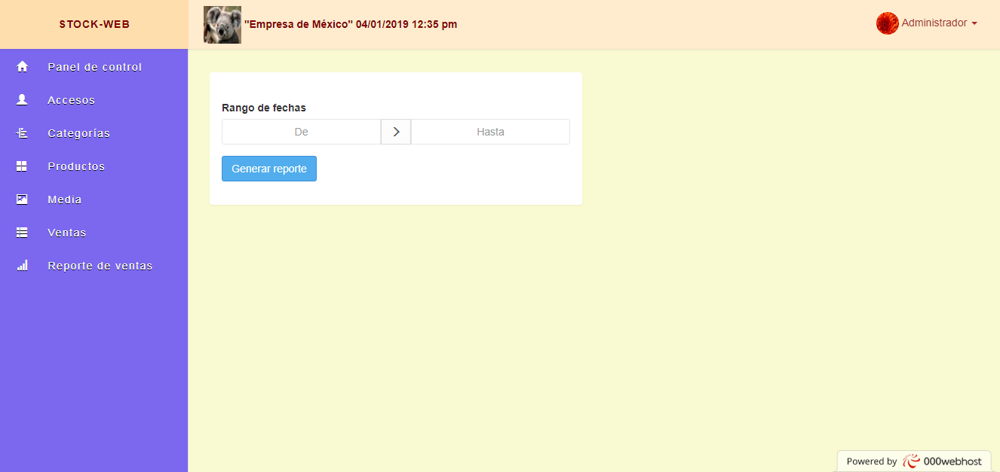 STOCK-WEB
"Empresa de México" 04/01/2019 12:35 pm
Administrador
Panel de control
Accesos
Categorías
Productos
Media
Ventas
Reporte de ventas
Rango de fechas
De
Hasta
Generar reporte
Powered by 000webhost